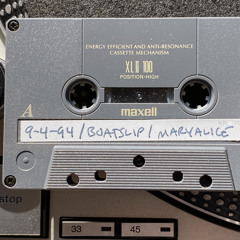 ENERGY EFFICIENT AND ANTI-RESONANCE
CASSETTE MECHANISM
XLII 100
POSITION•HIGH
maxell
A
9-4-94/BOATSLIP/MARYALICE
stop
33
45